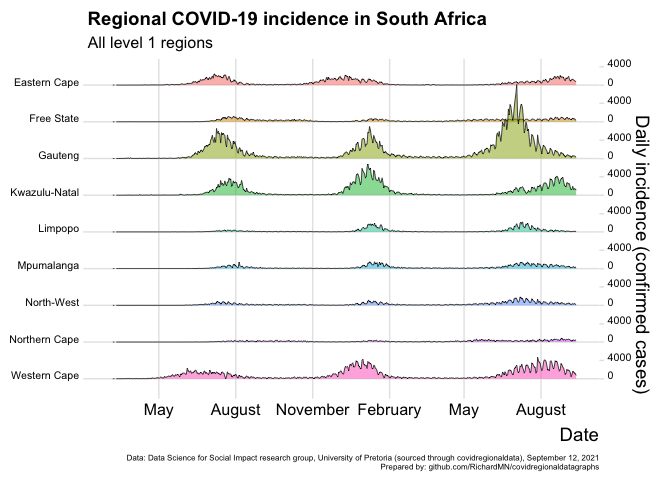 Regional COVID-19 incidence in South Africa
All level 1 regions
4000
Eastern Cape 0
4000
Free State 0
4000
Gauteng 0
4000
Kwazulu-Natal 0
4000
Limpopo 0
4000
Mpumalanga 0
4000
North-West 0
4000
Northern Cape 0
4000
Western Cape 0
Daily incidence (confirmed cases)
May August November February May August
Date
Data: Data Science for Social Impact research group, University of Pretoria (sourced through covidregionaldata), September 12, 2021
Prepared by: github.com/RichardMN/covidregionaldatagraphs